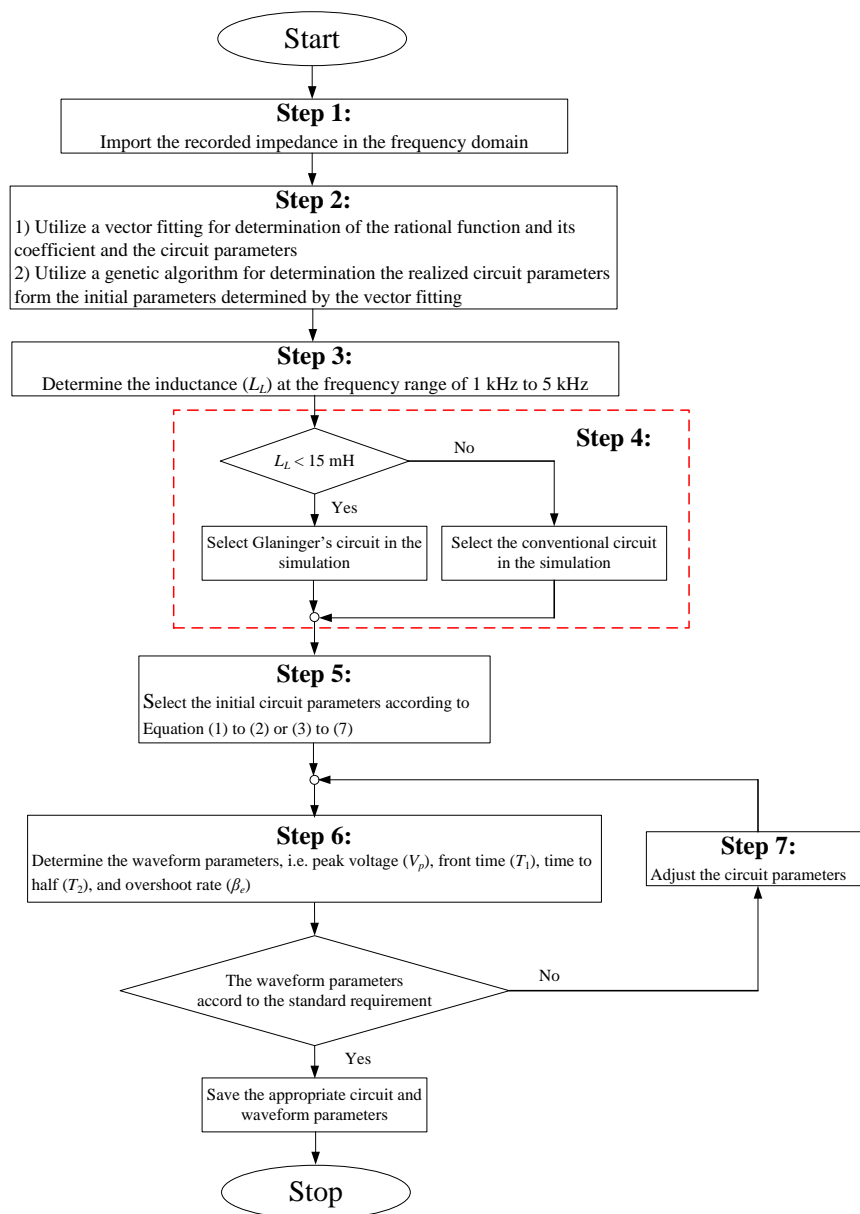 Start
Step 1:
Import the recorded impedance in the frequency domain
Step 2:
1) Utilize a vector fitting for determination of the rational function and its
coefficient and the circuit parameters
2) Utilize a genetic algorithm for determination the realized circuit parameters
form the initial parameters determined by the vector fitting
Step 3:
Determine the inductance (L_L) at the frequency range of 1 kHz to 5 kHz
Step 4:
L_L < 15 mH
No
Yes
Select Glaninger's circuit in the
simulation
Select the conventional circuit
in the simulation
Step 5:
Select the initial circuit parameters according to
Equation (1) to (2) or (3) to (7)
Step 6:
Determine the waveform parameters, i.e. peak voltage (V_p), front time (T_1), time to
half (T_2), and overshoot rate (β_e)
Step 7:
Adjust the circuit parameters
The waveform parameters
accord to the standard requirement
No
Yes
Save the appropriate circuit and
waveform parameters
Stop